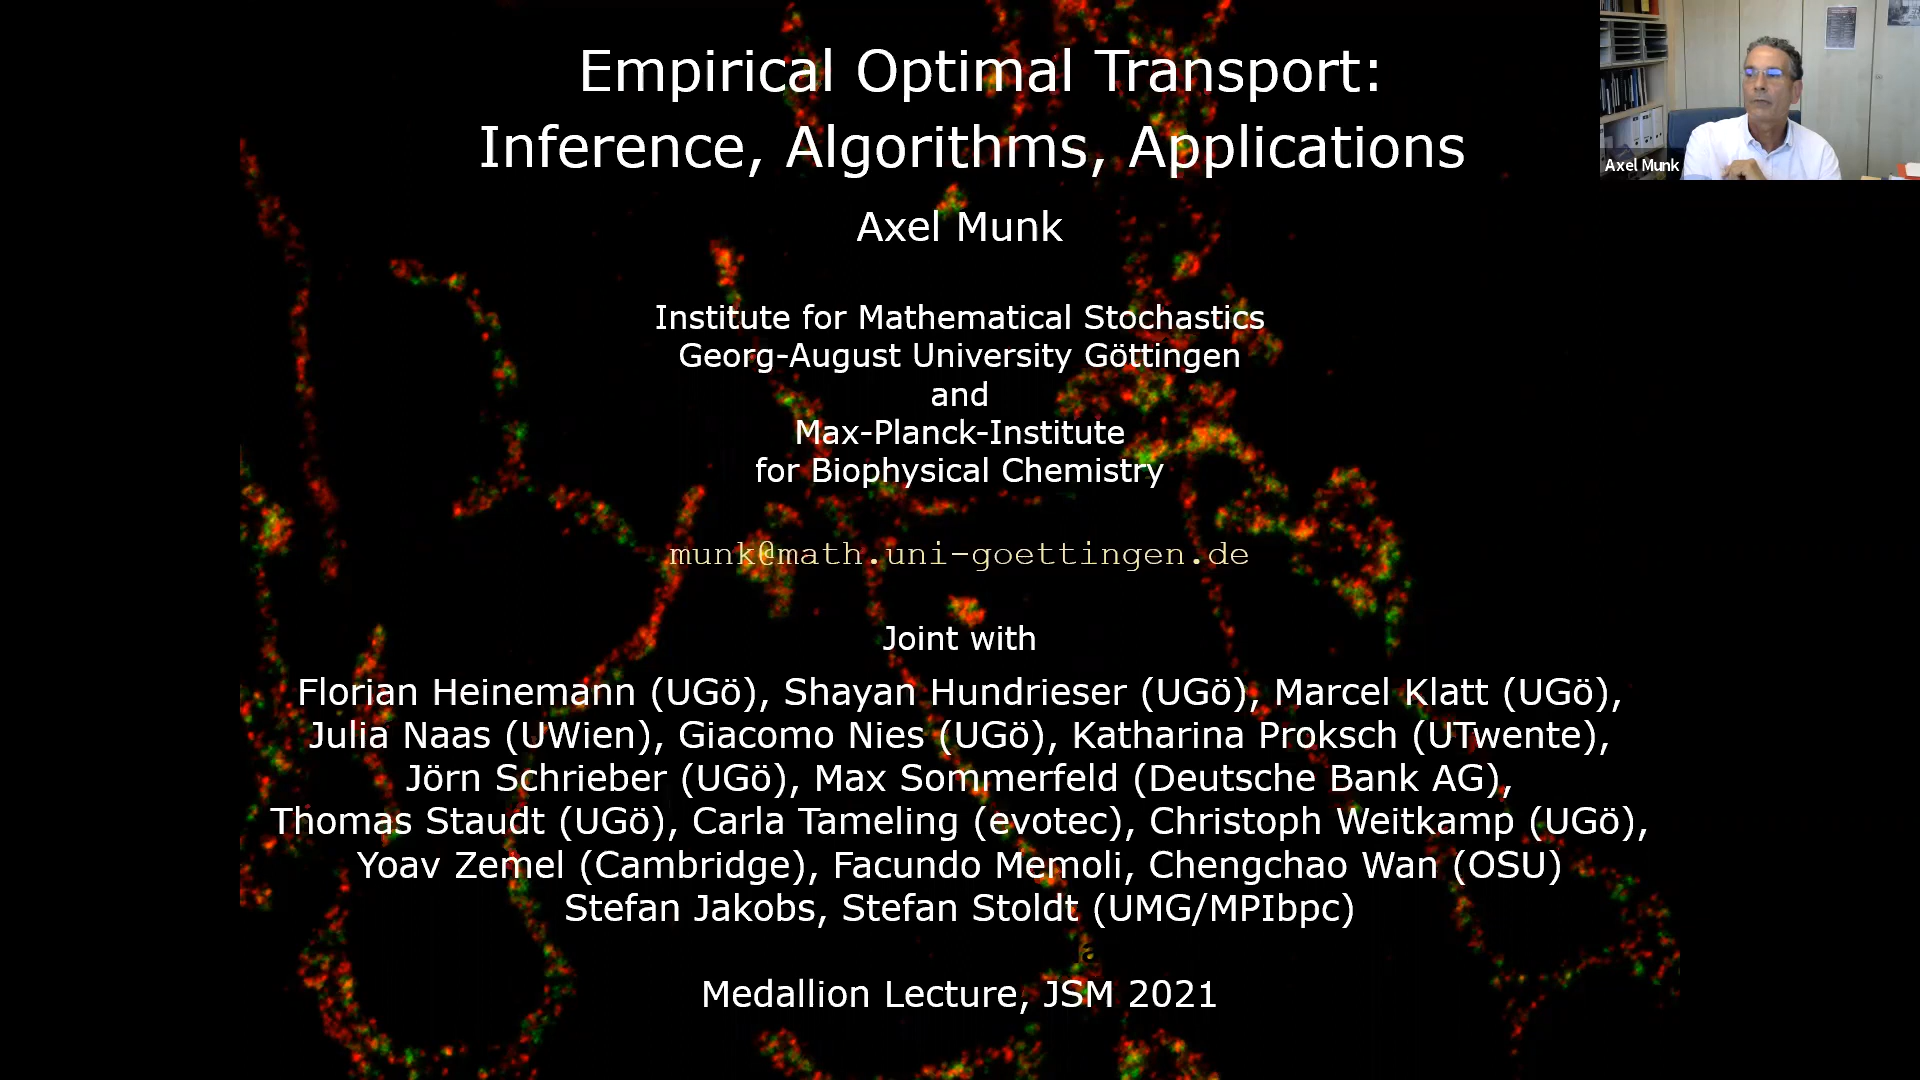 Empirical Optimal Transport:
Inference, Algorithms, Applications
Axel Munk
Axel Munk
Institute for Mathematical Stochastics
Georg-August University Göttingen
and
Max-Planck-Institute
for Biophysical Chemistry
munk@math.uni-goettingen.de
Joint with
Florian Heinemann (UGö), Shayan Hundrieser (UGö), Marcel Klatt (UGö),
Julia Naas (UWien), Giacomo Nies (UGö), Katharina Proksch (UTwente),
Jörn Schrieber (UGö), Max Sommerfeld (Deutsche Bank AG),
Thomas Staudt (UGö), Carla Tameling (evotec), Christoph Weitkamp (UGö),
Yoav Zemel (Cambridge), Facundo Memoli, Chengchao Wan (OSU)
Stefan Jakobs, Stefan Stoldt (UMG/MPIbpc)
a
Medallion Lecture, JSM 2021